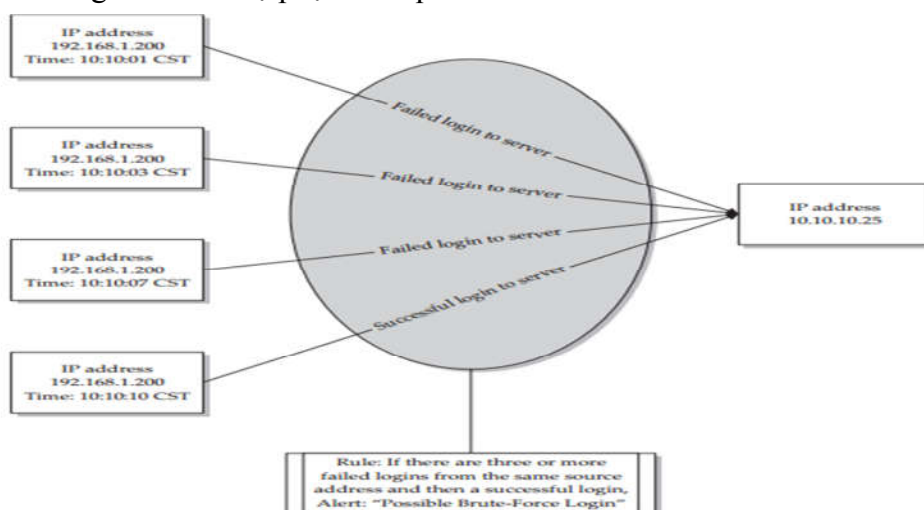 IP address
192.168.1.200
Time: 10:10:01 CST
IP address
192.168.1.200
Time: 10:10:03 CST
IP address
192.168.1.200
Time: 10:10:07 CST
IP address
192.168.1.200
Time: 10:10:10 CST
Failed login to server
Failed login to server
Failed login to server
Successful login to server
IP address
10.10.10.25
Rule: If there are three or more
failed logins from the same source
address and then a successful login,
Alert: "Possible Brute-Force Login"